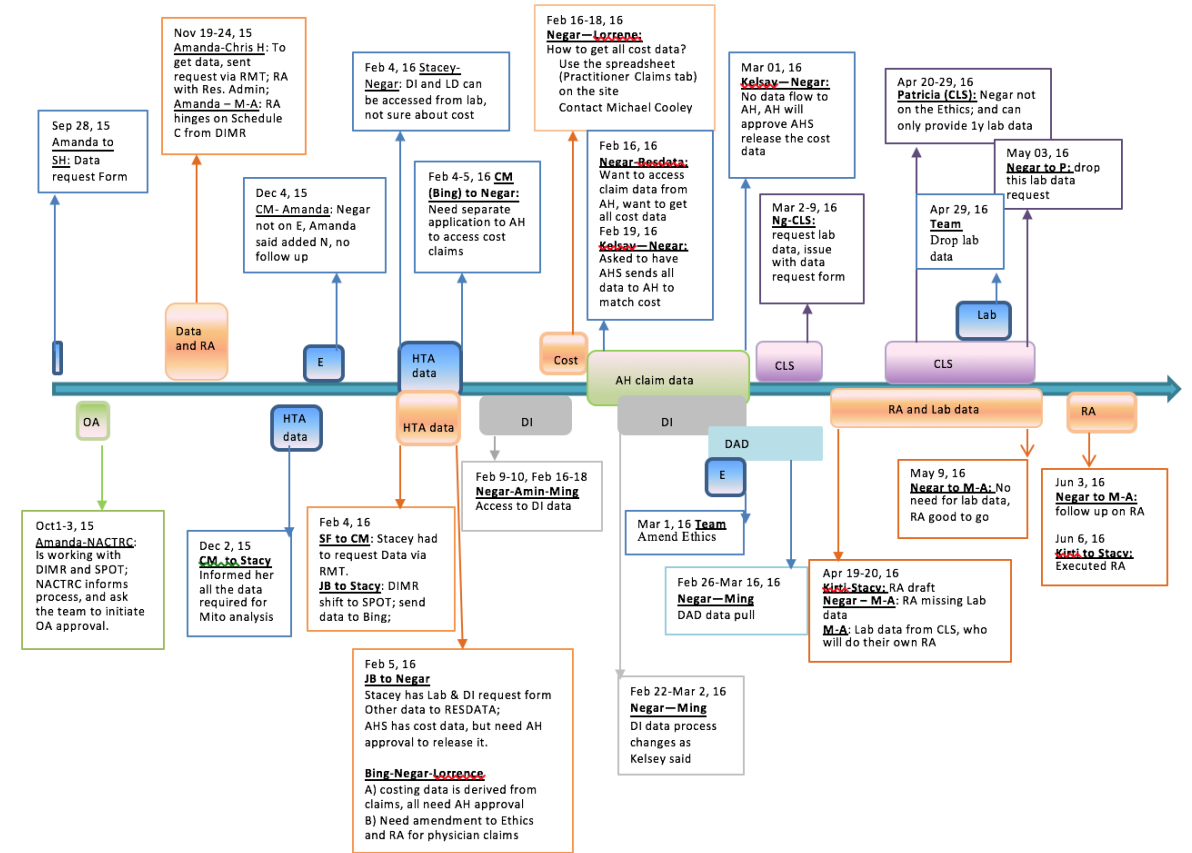 Sep 28, 15
Amanda to
SH: Data
request Form
Nov 19-24, 15
Amanda-Chris H: To
get data, sent
request via RMT; RA
with Res. Admin;
Amanda – M-A: RA
hinges on Schedule
C from DIMR
Dec 4, 15
CM- Amanda: Negar
not on E, Amanda
said added N, no
follow up
Feb 4, 16 Stacey-
Negar: DI and LD can
be accessed from lab,
not sure about cost
Feb 4-5, 16 CM
(Bing) to Negar:
Need separate
application to AH
to access cost
claims
Feb 16-18, 16
Negar—Lorrene:
How to get all cost data?
Use the spreadsheet
(Practitioner Claims tab)
on the site
Contact Michael Cooley
Feb 16, 16
Negar-Resdata:
Want to access
claim data from
AH, want to get
all cost data
Feb 19, 16
Kelsay—Negar:
Asked to have
AHS sends all
data to AH to
match cost
Mar 01, 16
Kelsay—Negar:
No data flow to
AH, AH will
approve AHS
release the cost
data
Mar 2-9, 16
Ng-CLS:
request lab
data, issue
with data
request form
Apr 20-29, 16
Patricia (CLS): Negar not
on the Ethics; and can
only provide 1y lab data
May 03, 16
Negar to P: drop
this lab data
request
Apr 29, 16
Team
Drop lab
data
Data
and RA
E
HTA
data
Cost
AH claim data
CLS
CLS
Lab
OA
HTA
data
HTA data
DI
DI
DAD
E
RA and Lab data
RA
Oct1-3, 15
Amanda-NACTRC:
Is working with
DIMR and SPOT;
NACTRC informs
process, and ask
the team to initiate
OA approval.
Dec 2, 15
CM to Stacy
Informed her
all the data
required for
Mito analysis
Feb 4, 16
SF to CM: Stacey had
to request Data via
RMT.
JB to Stacy: DIMR
shift to SPOT; send
data to Bing;
Feb 5, 16
JB to Negar
Stacey has Lab & DI request form
Other data to RESDATA;
AHS has cost data, but need AH
approval to release it.
Bing-Negar-Lorrence
A) costing data is derived from
claims, all need AH approval
B) Need amendment to Ethics
and RA for physician claims
Feb 9-10, Feb 16-18
Negar-Amin-Ming
Access to DI data
Mar 1, 16 Team
Amend Ethics
Feb 26-Mar 16, 16
Negar—Ming
DAD data pull
Feb 22-Mar 2, 16
Negar—Ming
DI data process
changes as
Kelsey said
Apr 19-20, 16
Kirti-Stacy: RA draft
Negar – M-A: RA missing Lab
data
M-A: Lab data from CLS, who
will do their own RA
May 9, 16
Negar to M-A: No
need for lab data,
RA good to go
Jun 3, 16
Negar to M-A:
follow up on RA
Jun 6, 16
Kirti to Stacy:
Executed RA